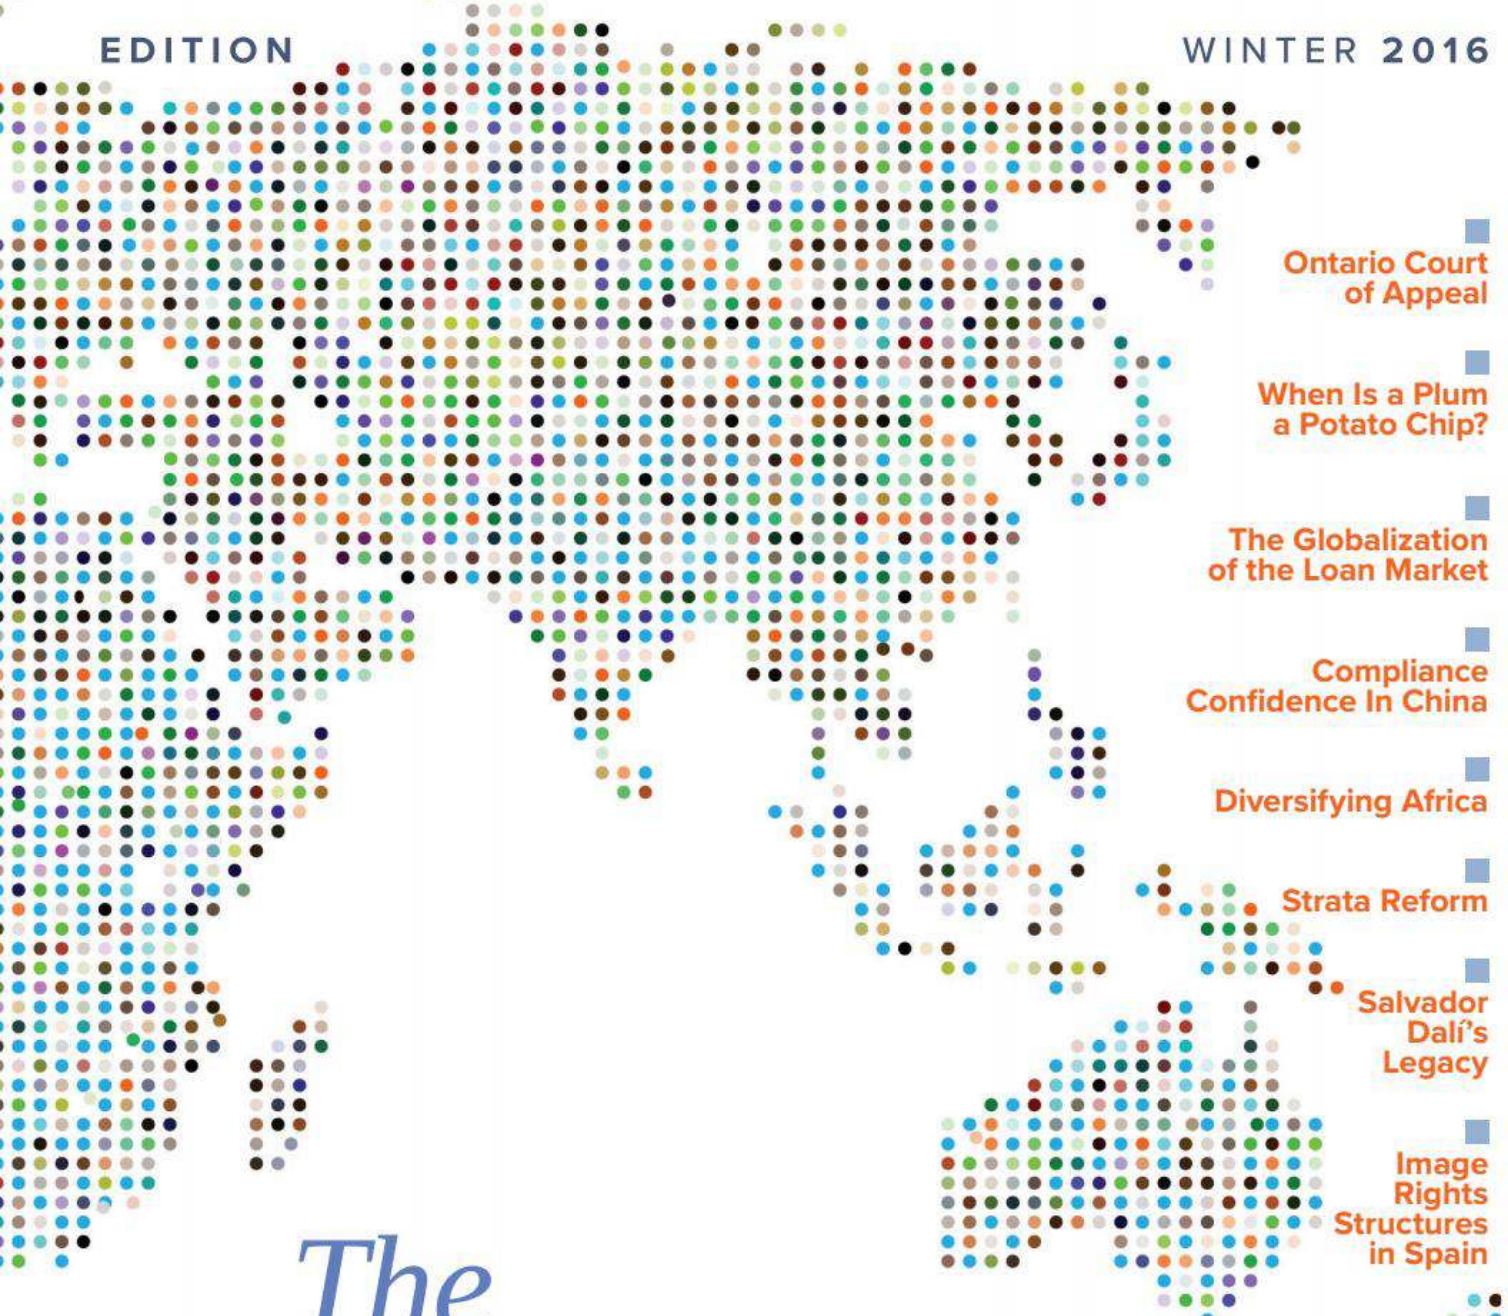 EDITION
WINTER 2016
Ontario Court
of Appeal
When Is a Plum
a Potato Chip?
The Globalization
of the Loan Market
Compliance
Confidence In China
Diversifying Africa
Strata Reform
Salvador
Dalí's
Legacy
Image
Rights
Structures
in Spain
The